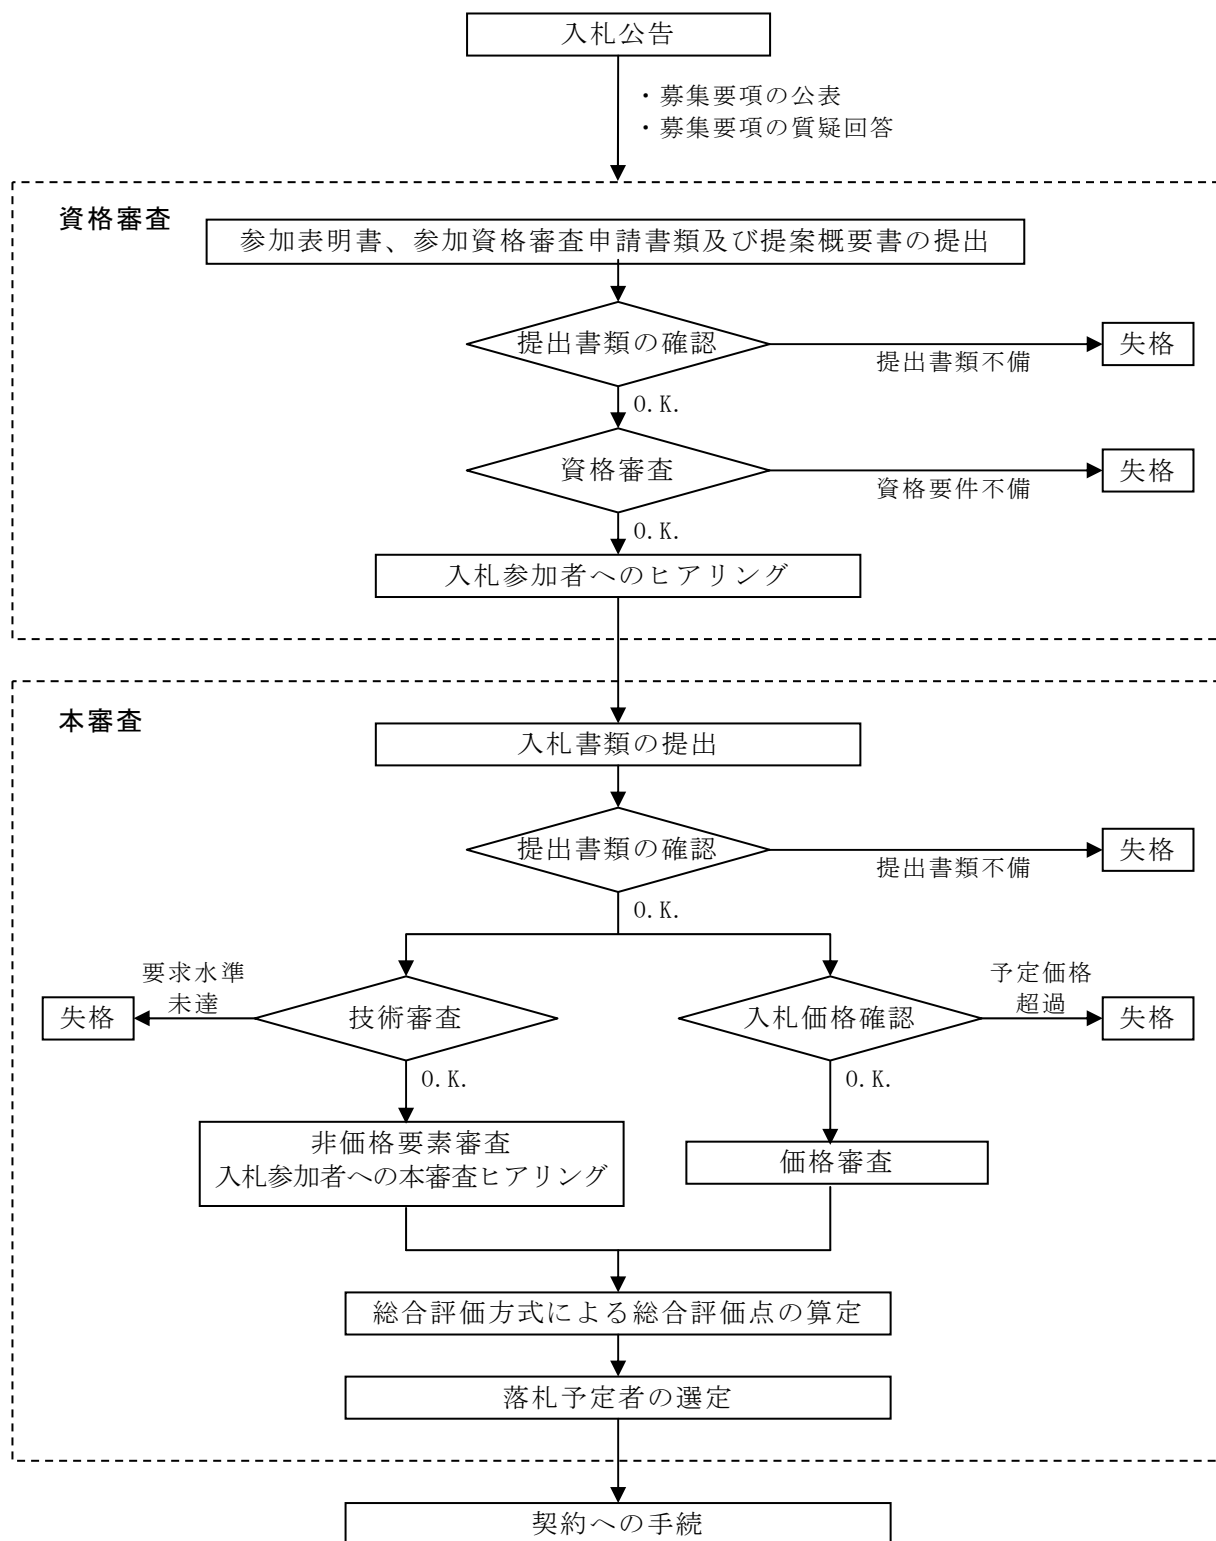 入札公告
・募集要項の公表
・募集要項の質疑回答
資格審査
参加表明書、参加資格審査申請書類及び提案概要書の提出
提出書類の確認
提出書類不備
失格
O.K.
資格審査
資格要件不備
失格
O.K.
入札参加者へのヒアリング
本審査
入札書類の提出
提出書類の確認
提出書類不備
失格
O.K.
要求水準
未達
失格
技術審査
入札価格確認
予定価格
超過
失格
O.K.
O.K.
非価格要素審査
入札参加者への本審査ヒアリング
価格審査
総合評価方式による総合評価点の算定
落札予定者の選定
契約への手続